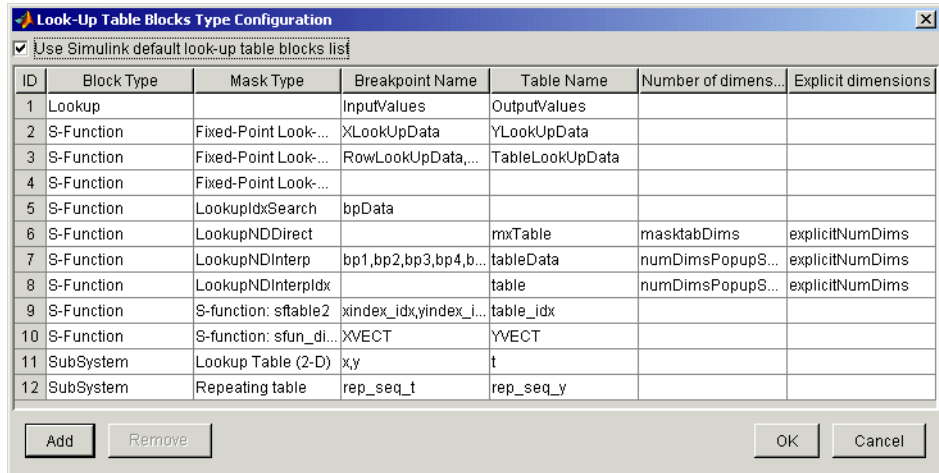 Look-Up Table Blocks Type Configuration
Use Simulink default look-up table blocks list
ID Block Type Mask Type Breakpoint Name Table Name Number of dimens... Explicit dimensions
1 Lookup InputValues OutputValues
2 S-Function Fixed-Point Look-... XLookUpData YLookUpData
3 S-Function Fixed-Point Look-... RowLookUpData,... TableLookUpData
4 S-Function Fixed-Point Look-...
5 S-Function LookupIdxSearch bpData
6 S-Function LookupNDDirect mxTable masktabDims explicitNumDims
7 S-Function LookupNDInterp bp1,bp2,bp3,bp4,b... tableData numDimsPopupS... explicitNumDims
8 S-Function LookupNDInterpIdx table numDimsPopupS... explicitNumDims
9 S-Function S-function: sftable2 xindex_idx,yindex_i... table_idx
10 S-Function S-function: sfun_di... XVECT YVECT
11 SubSystem Lookup Table (2-D) x,y t
12 SubSystem Repeating table rep_seq_t rep_seq_y
Add Remove OK Cancel